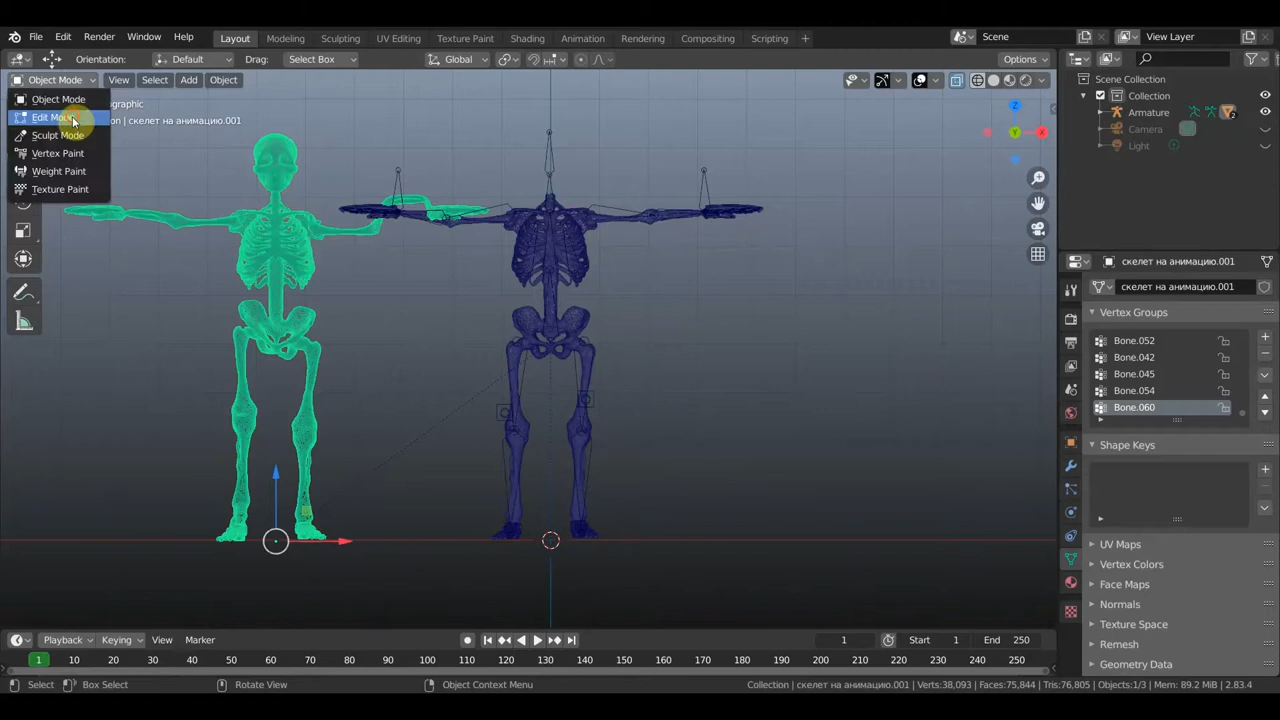 File Edit Render Window Help Layout Modeling Sculpting UV Editing Texture Paint Shading Animation Rendering Compositing Scripting + Scene View Layer
Orientation: Default Drag: Select Box Global Options
Object Mode View Select Add Object
Scene Collection
Object Mode
Collection
ographic
Armature
on | скелет на анимацию.001
Camera
Sculpt Mode
Light
Vertex Paint
Weight Paint
Texture Paint
X
Y
Z
скелет на анимацию.001
скелет на анимацию.001
Vertex Groups
Bone.052
Bone.042
Bone.045
Bone.054
Bone.060
Shape Keys
UV Maps
Vertex Colors
Face Maps
Normals
Texture Space
Remesh
Geometry Data
Playback Keying View Marker 1 Start 1 End 250
1 10 20 30 40 50 60 70 80 90 100 110 120 130 140 150 160 170 180 190 200 210 220 230 240 250
Select Box Select Rotate View Object Context Menu Collection | скелет на анимацию.001 | Verts:38,093 | Faces:75,844 | Tris:76,805 | Objects:1/3 | Mem: 89.2 MiB | 2.83.4